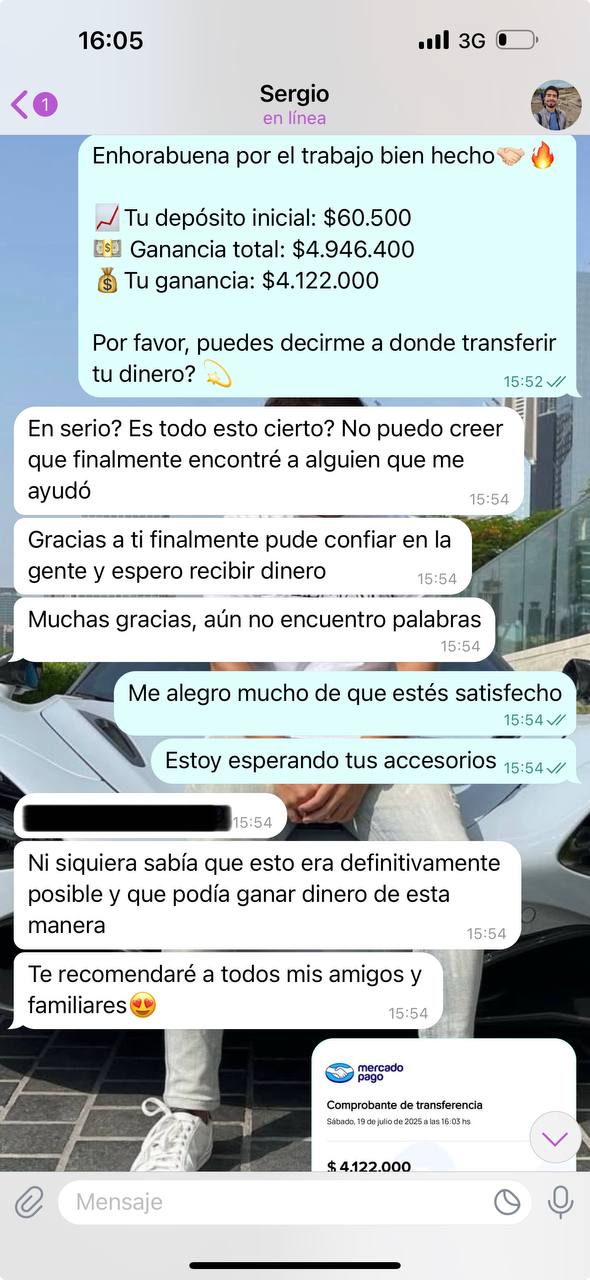 16:05
3G
1
Sergio
en línea
Enhorabuena por el trabajo bien hecho🤝🏻🔥
📈Tu depósito inicial: $60.500
💵 Ganancia total: $4.946.400
💰Tu ganancia: $4.122.000
Por favor, puedes decirme a donde transferir
tu dinero? 💫
15:52
En serio? Es todo esto cierto? No puedo creer
que finalmente encontré a alguien que me
ayudó
15:54
Gracias a ti finalmente pude confiar en la
gente y espero recibir dinero
15:54
Muchas gracias, aún no encuentro palabras
15:54
Me alegro mucho de que estés satisfecho
15:54
Estoy esperando tus accesorios
15:54
15:54
Ni siquiera sabía que esto era definitivamente
posible y que podía ganar dinero de esta
manera
15:54
Te recomendaré a todos mis amigos y
familiares😍
15:54
mercado
pago
Comprobante de transferencia
Sábado, 19 de julio de 2025 a las 16:03 hs
$ 4.122.000
Mensaje